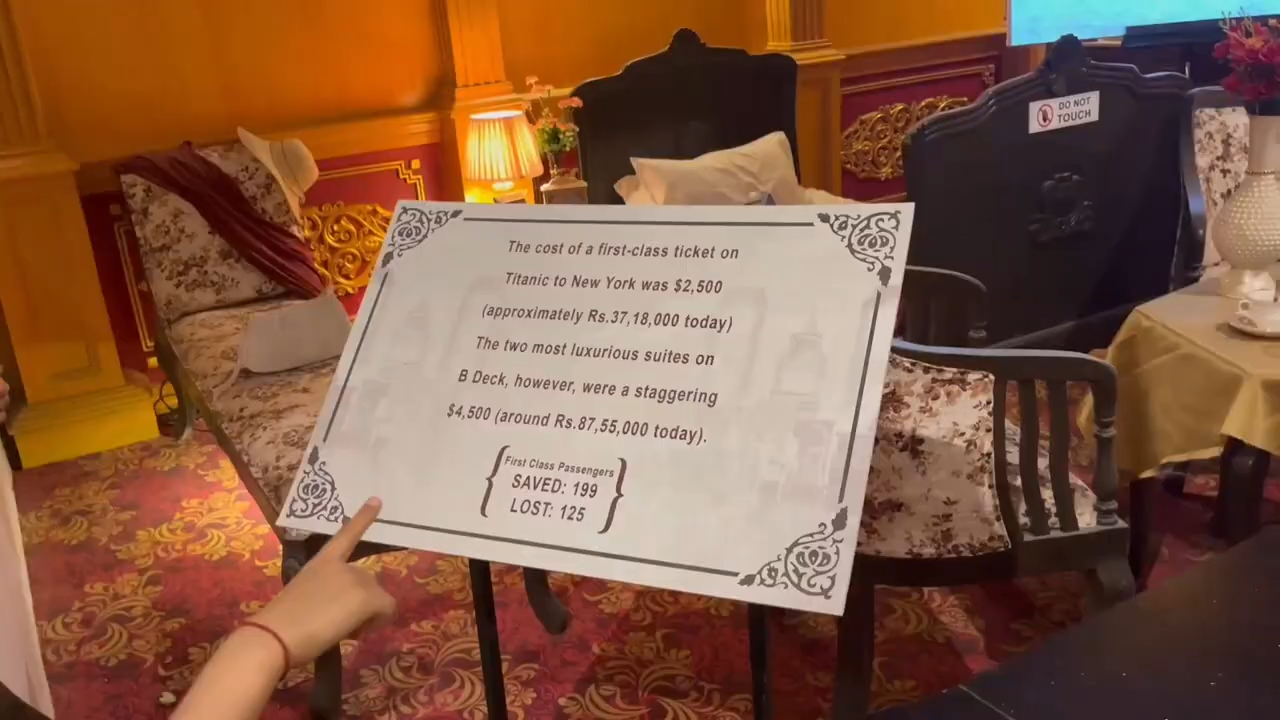 DO NOT
TOUCH
The cost of a first-class ticket on
Titanic to New York was $2,500
(approximately Rs.37,18,000 today)
The two most luxurious suites on
B Deck, however, were a staggering
$4,500 (around Rs.87,55,000 today).
First Class Passengers
SAVED: 199
LOST: 125